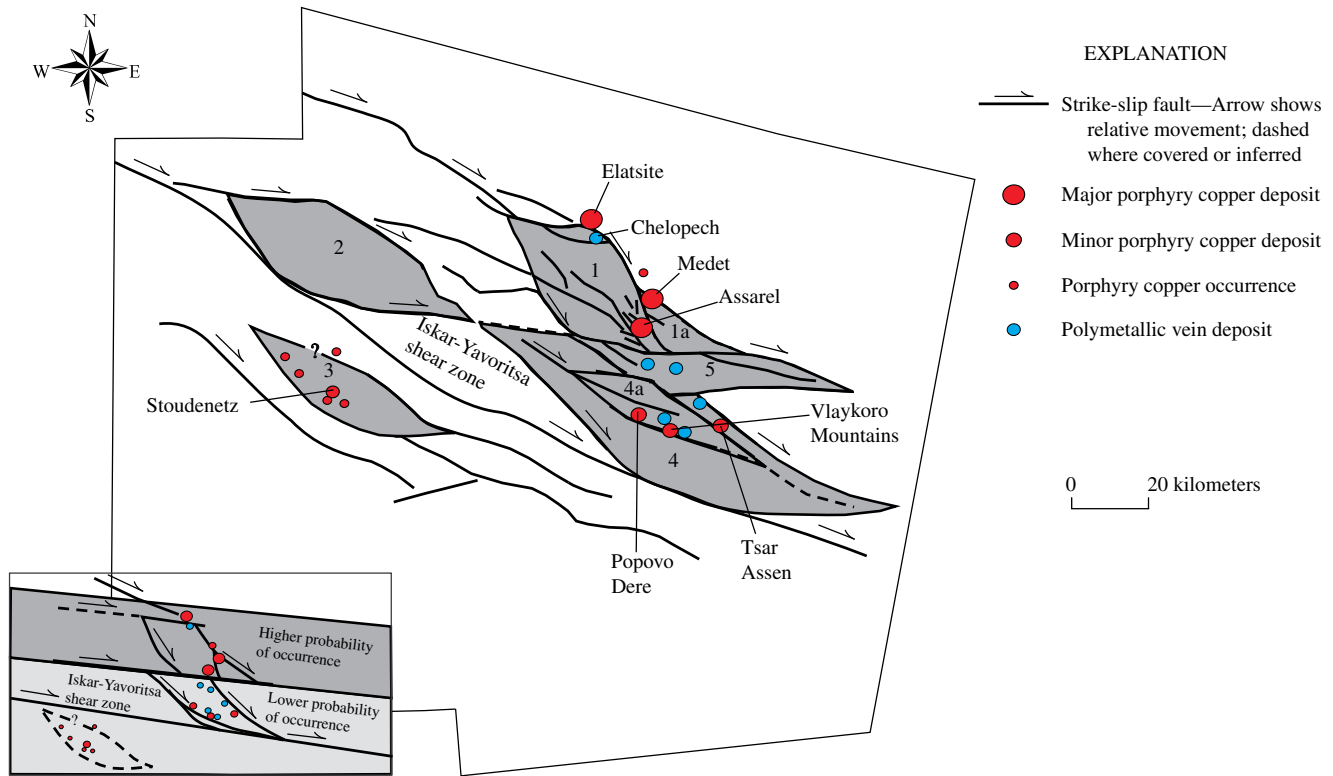 N
W E
S
EXPLANATION
Strike-slip fault—Arrow shows
relative movement; dashed
where covered or inferred
Major porphyry copper deposit
Minor porphyry copper deposit
Porphyry copper occurrence
Polymetallic vein deposit
0 20 kilometers
Elatsite
Chelopech
Medet
Assarel
1
2
1a
5
Iskar-Yavoritsa
shear zone
?
3
4a
Stoudenetz
Vlaykoro
Mountains
4
Popovo
Dere
Tsar
Assen
Higher probability
of occurrence
Iskar-Yavoritsa
shear zone
Lower probability
of occurrence
?